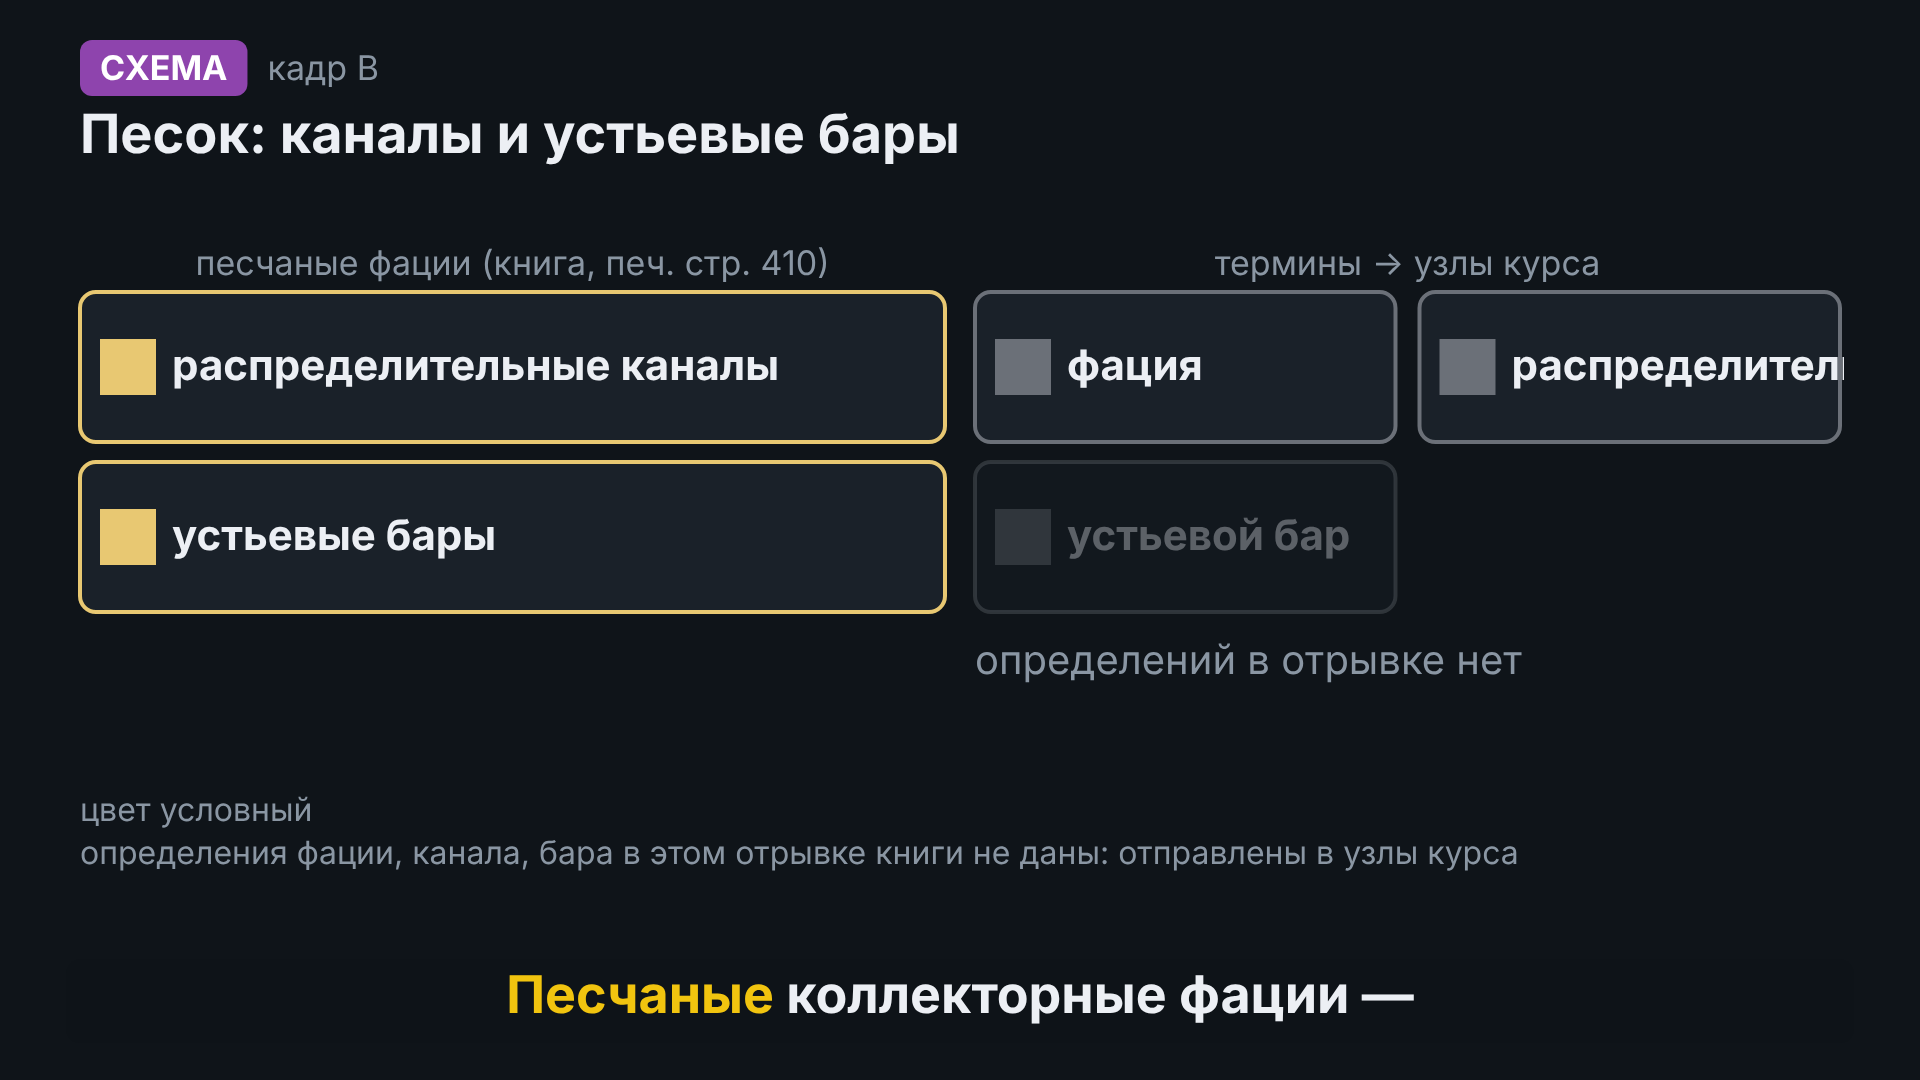 СХЕМА кадр В
Песок: каналы и устьевые бары
песчаные фации (книга, печ. стр. 410)
термины → узлы курса
распределительные каналы
фация
распределител
устьевые бары
устьевой бар
определений в отрывке нет
цвет условный
определения фации, канала, бара в этом отрывке книги не даны: отправлены в узлы курса
Песчаные коллекторные фации —